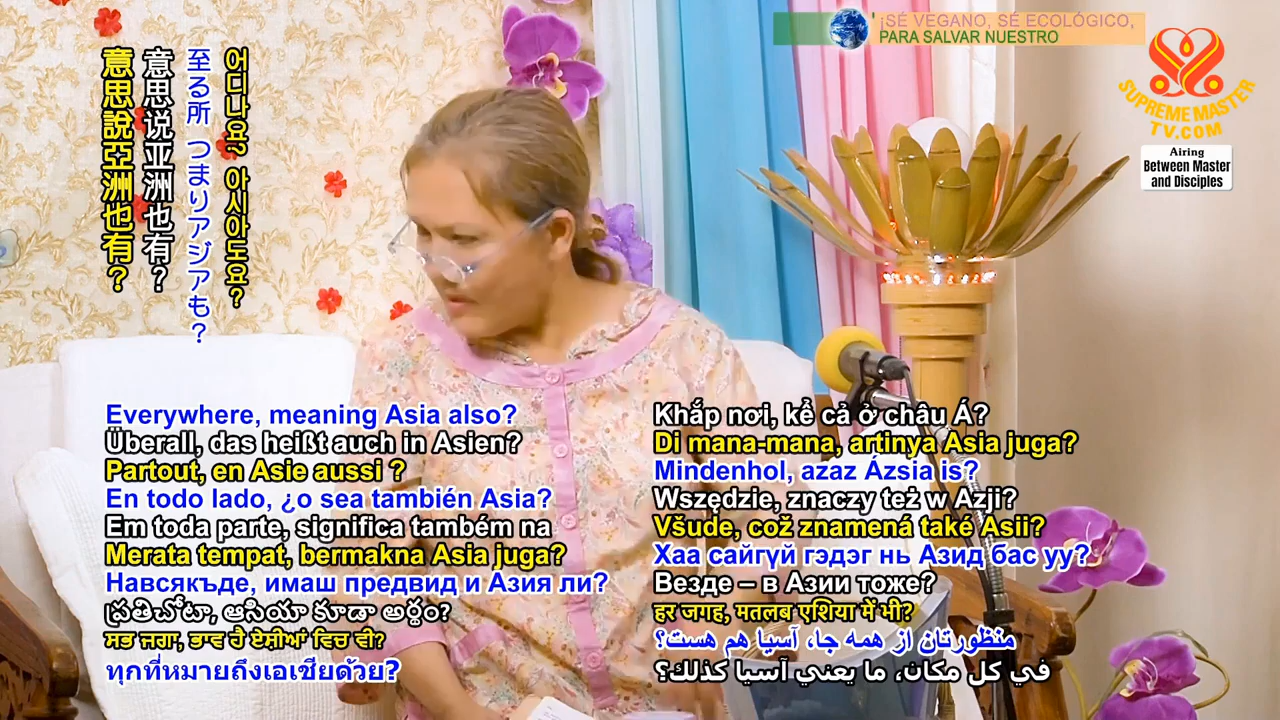 ¡SÉ VEGANO, SÉ ECOLÓGICO,
PARA SALVAR NUESTRO
SUPREME MASTER
TV.COM
Airing
Between Master
and Disciples
어디나요? 아시아도요?
至る所 つまりアジアも?
意思说亚洲也有?
意思說亞洲也有?
Everywhere, meaning Asia also?
Überall, das heißt auch in Asien?
Partout, en Asie aussi ?
En todo lado, ¿o sea también Asia?
Em toda parte, significa também na
Merata tempat, bermakna Asia juga?
Навсякъде, имаш предвид и Азия ли?
ప్రతిచోటా, ఆసియా కూడా అర్థం?
ਸਭ ਜਗਾ, ਭਾਵ ਹੈ ਏਸ਼ੀਆਂ ਵਿਚ ਵੀ?
ทุกที่หมายถึงเอเชียด้วย?
Khắp nơi, kể cả ở châu Á?
Di mana-mana, artinya Asia juga?
Mindenhol, azaz Ázsia is?
Wszędzie, znaczy też w Azji?
Všude, což znamená také Asii?
Хаа сайгүй гэдэг нь Азид бас уу?
Везде – в Азии тоже?
हर जगह, मतलब एशिया में भी?
منظورتان از همه جا، آسیا هم هست؟
في كل مكان، ما يعني آسيا كذلك؟